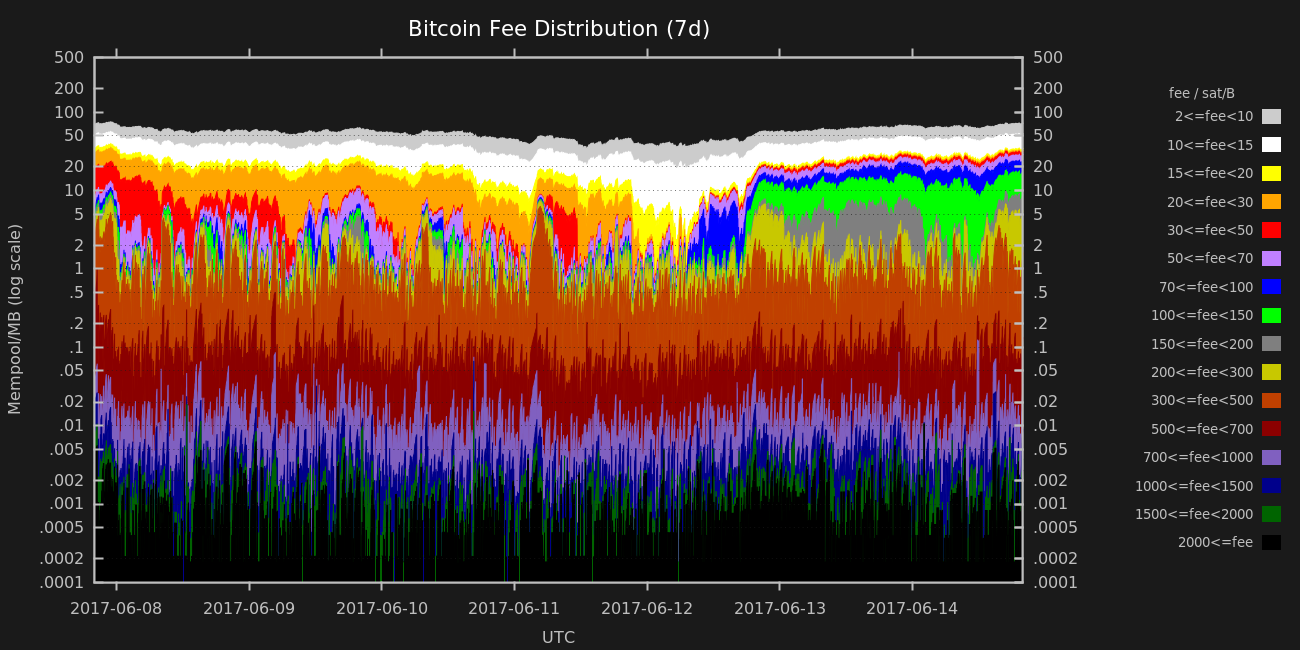 Bitcoin Fee Distribution (7d)
500
200
100
50
20
10
5
2
1
.5
.2
.1
.05
.02
.01
.005
.002
.001
.0005
.0002
.0001
Mempool/MB (log scale)
500
200
100
50
20
10
5
2
1
.5
.2
.1
.05
.02
.01
.005
.002
.001
.0005
.0002
.0001
2017-06-08 2017-06-09 2017-06-10 2017-06-11 2017-06-12 2017-06-13 2017-06-14
UTC
fee / sat/B
2<=fee<10
10<=fee<15
15<=fee<20
20<=fee<30
30<=fee<50
50<=fee<70
70<=fee<100
100<=fee<150
150<=fee<200
200<=fee<300
300<=fee<500
500<=fee<700
700<=fee<1000
1000<=fee<1500
1500<=fee<2000
2000<=fee